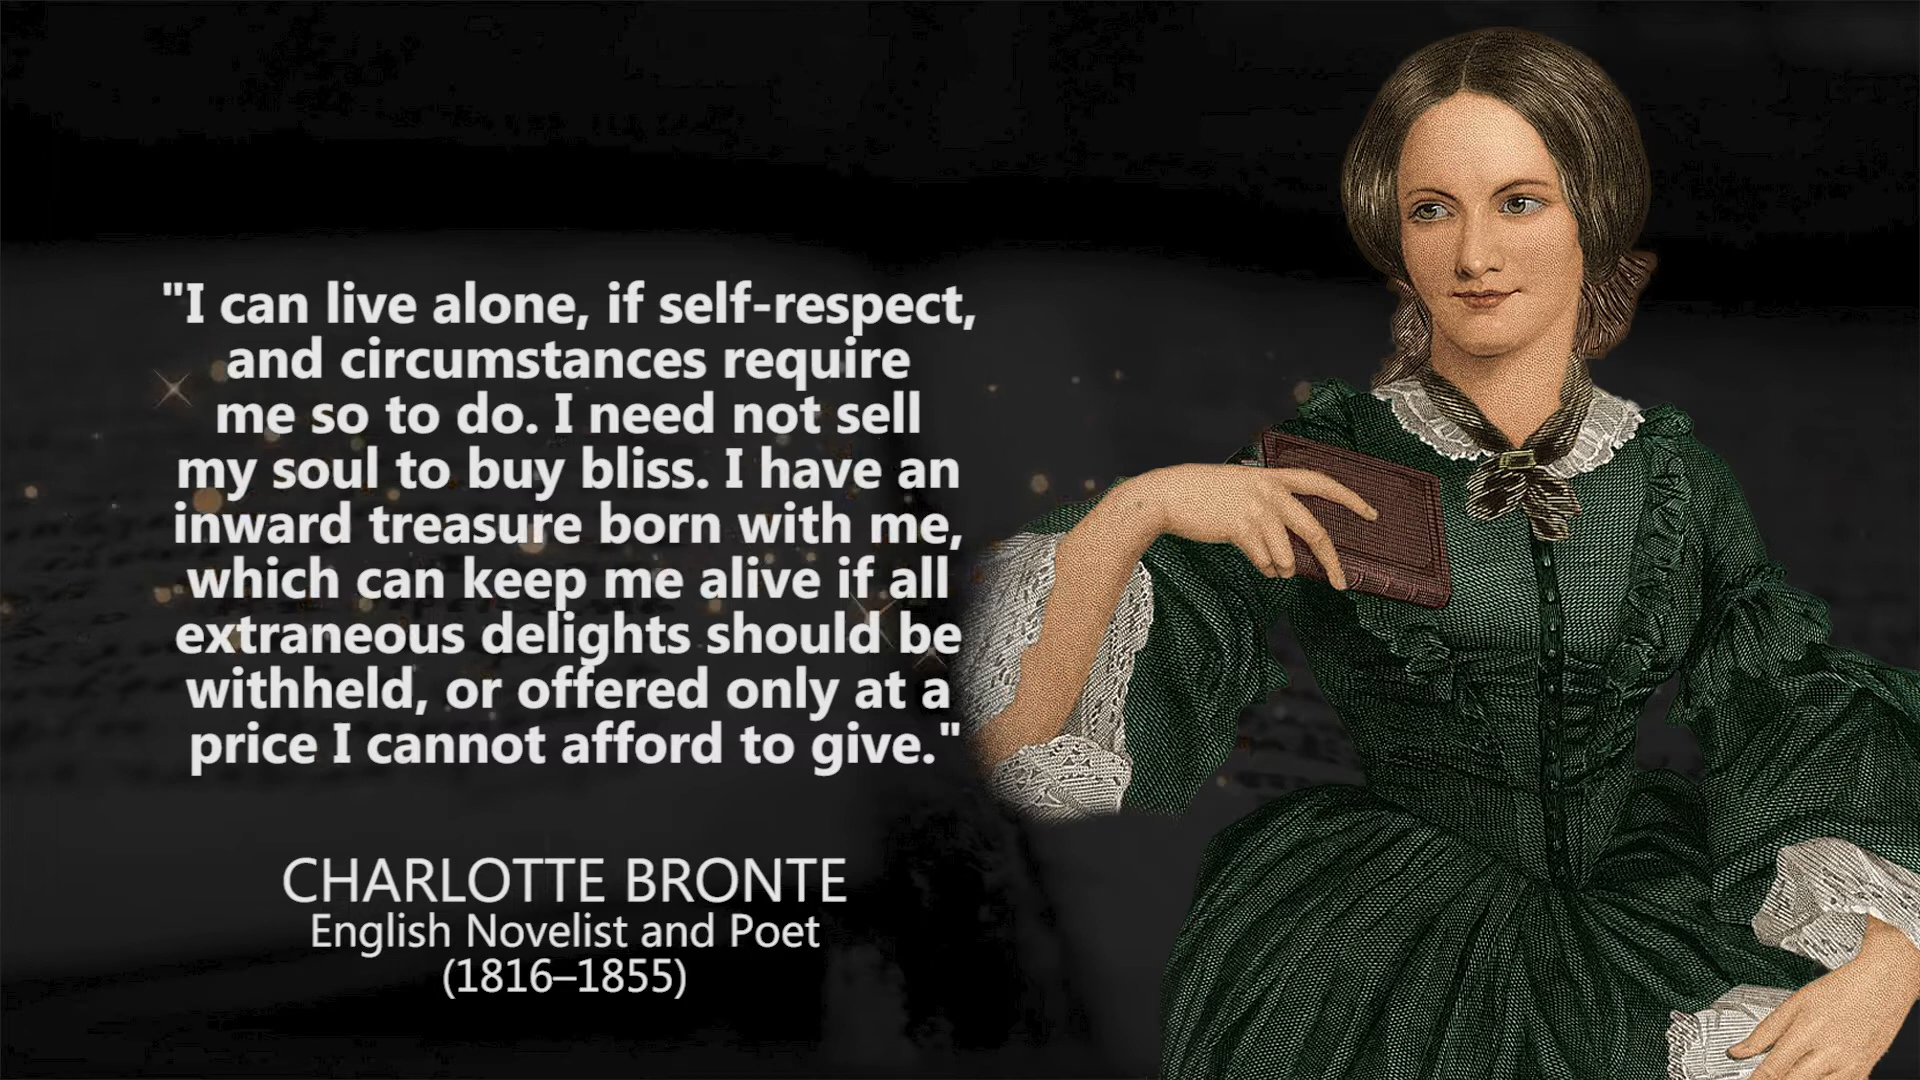 "I can live alone, if self-respect,
and circumstances require
me so to do. I need not sell
my soul to buy bliss. I have an
inward treasure born with me,
which can keep me alive if all
extraneous delights should be
withheld, or offered only at a
price I cannot afford to give."
CHARLOTTE BRONTE
English Novelist and Poet
(1816–1855)